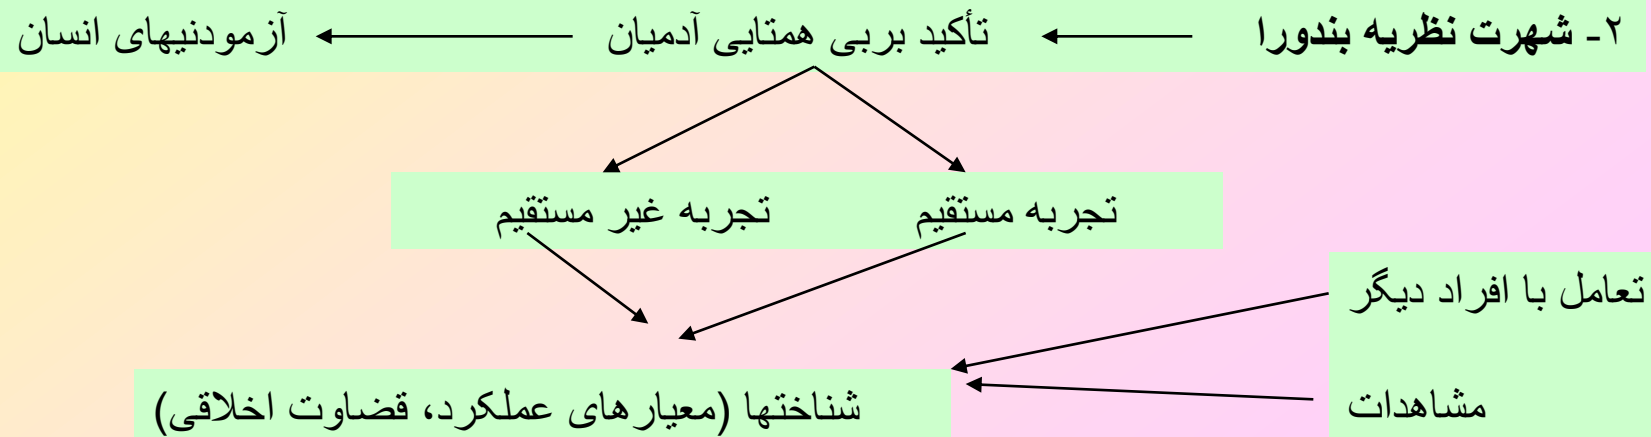 ۲- شهرت نظریه بندورا تأکید بربی همتایی آدمیان آزمودنیهای انسان
تجربه مستقیم تجربه غیر مستقیم
تعامل با افراد دیگر
شناختها (معیارهای عملکرد، قضاوت اخلاقی)
مشاهدات